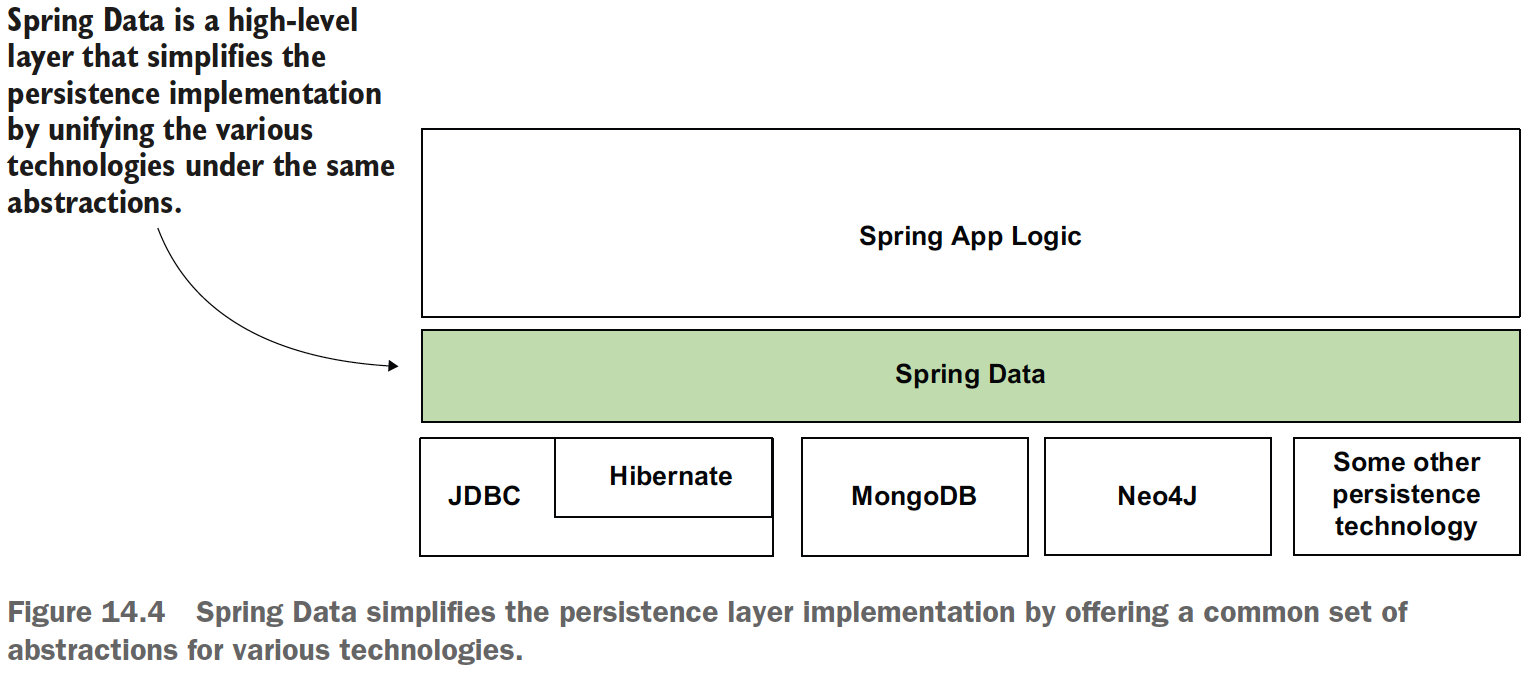 Spring Data is a high-level
layer that simplifies the
persistence implementation
by unifying the various
technologies under the same
abstractions.
Spring App Logic
Spring Data
JDBC
Hibernate
MongoDB
Neo4J
Some other
persistence
technology
Figure 14.4 Spring Data simplifies the persistence layer implementation by offering a common set of
abstractions for various technologies.